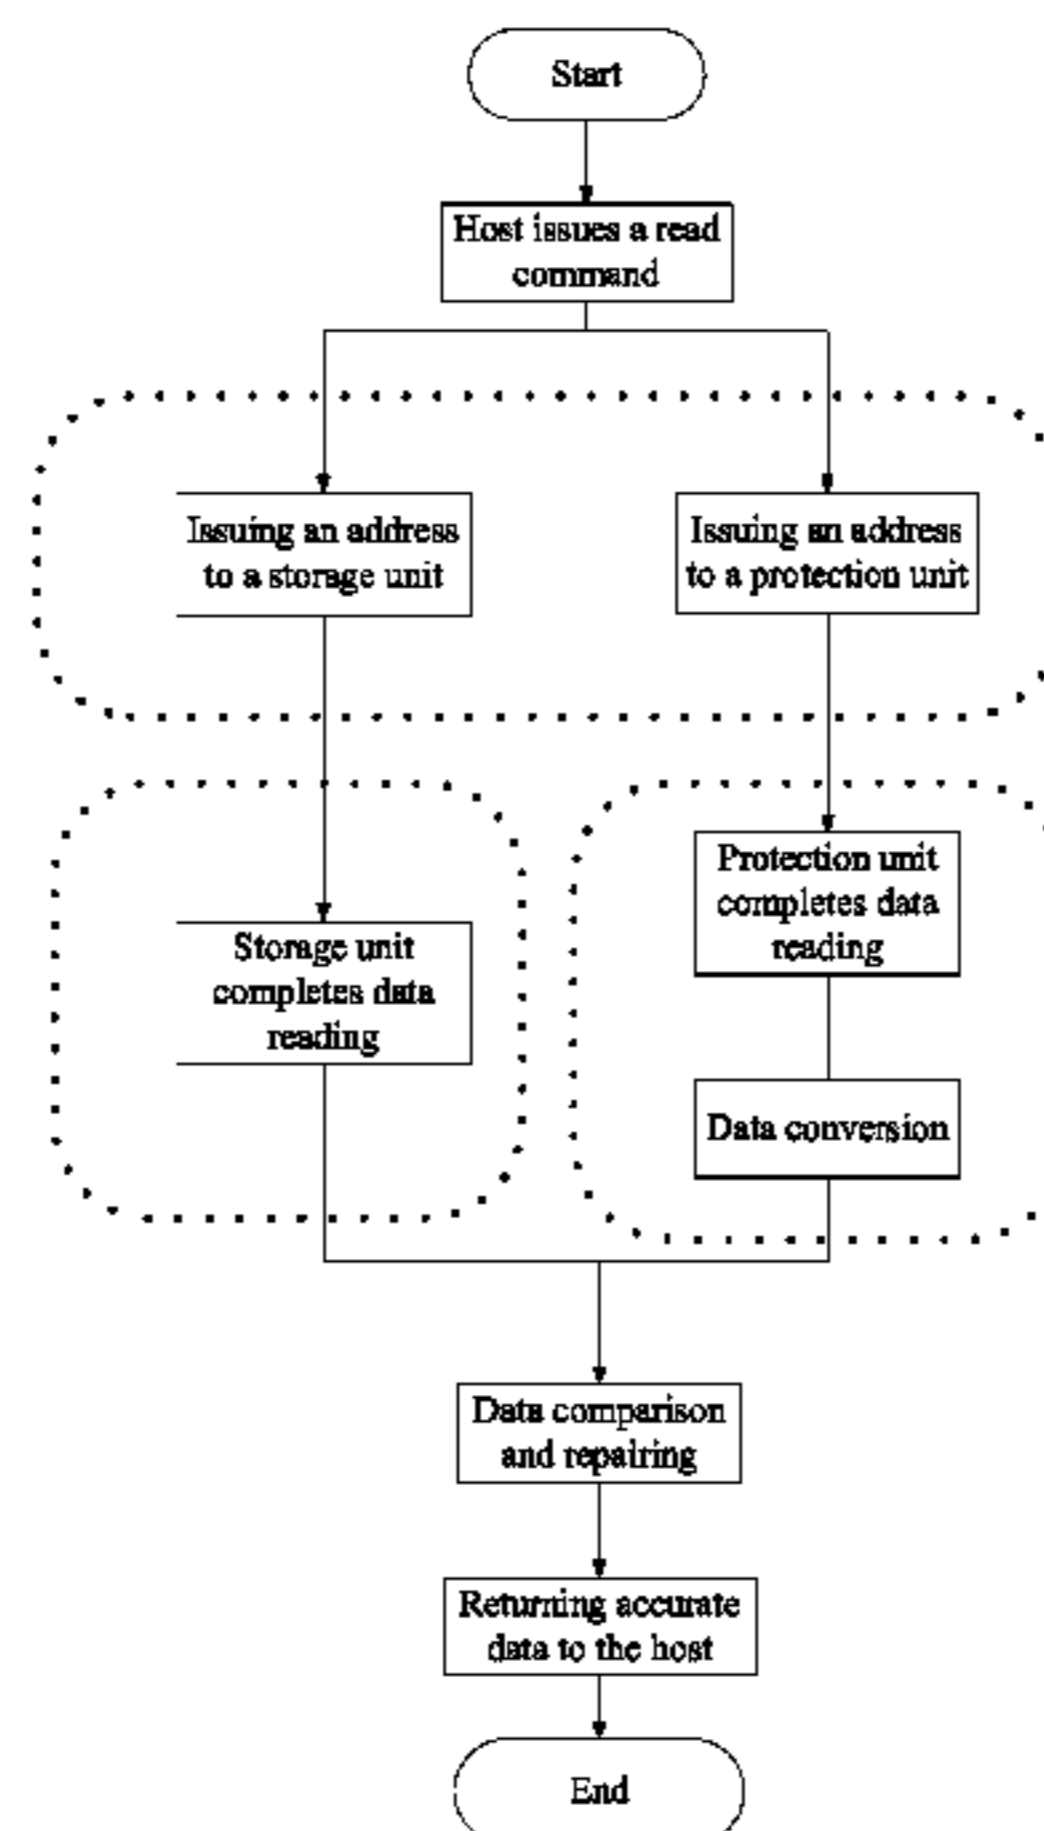 Start
Host issues a read
command
Issuing an address
to a storage unit
Issuing an address
to a protection unit
Protection unit
completes data
reading
Storage unit
completes data
reading
Data conversion
Data comparison
and repairing
Returning accurate
data to the host
End